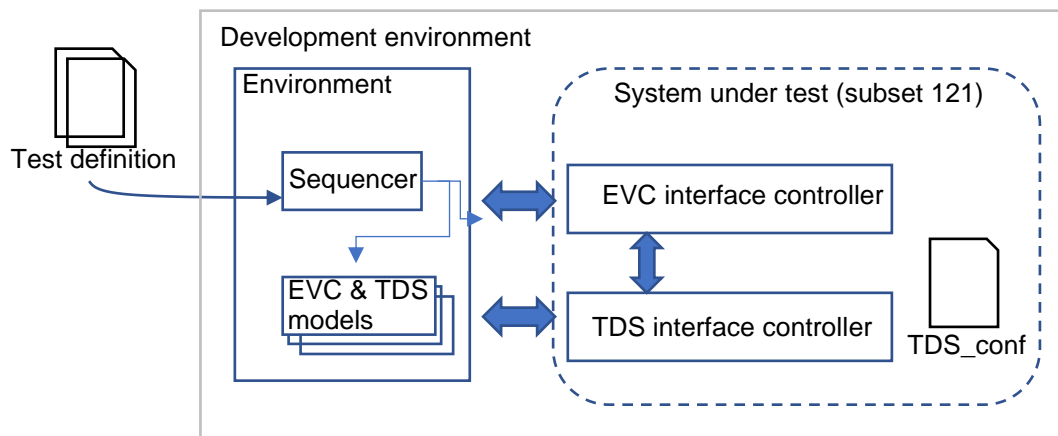 Development environment
Environment
System under test (subset 121)
Test definition
Sequencer
EVC interface controller
EVC & TDS
models
TDS interface controller
TDS_conf